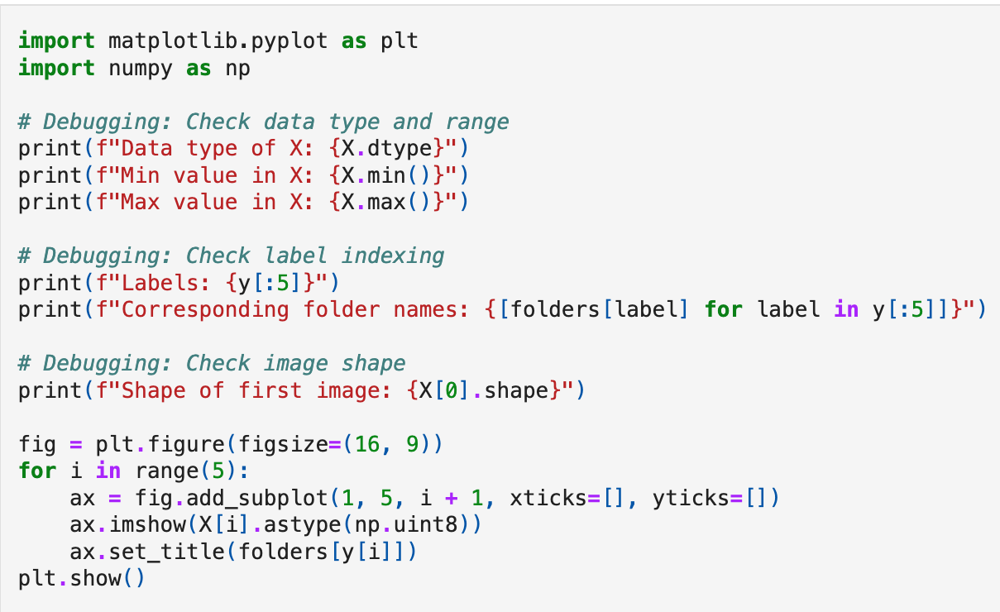 import matplotlib.pyplot as plt
import numpy as np

# Debugging: Check data type and range
print(f"Data type of X: {X.dtype}")
print(f"Min value in X: {X.min()}")
print(f"Max value in X: {X.max()}")

# Debugging: Check label indexing
print(f"Labels: {y[:5]}")
print(f"Corresponding folder names: {[folders[label] for label in y[:5]]}")

# Debugging: Check image shape
print(f"Shape of first image: {X[0].shape}")

fig = plt.figure(figsize=(16, 9))
for i in range(5):
    ax = fig.add_subplot(1, 5, i + 1, xticks=[], yticks=[])
    ax.imshow(X[i].astype(np.uint8))
    ax.set_title(folders[y[i]])
plt.show()